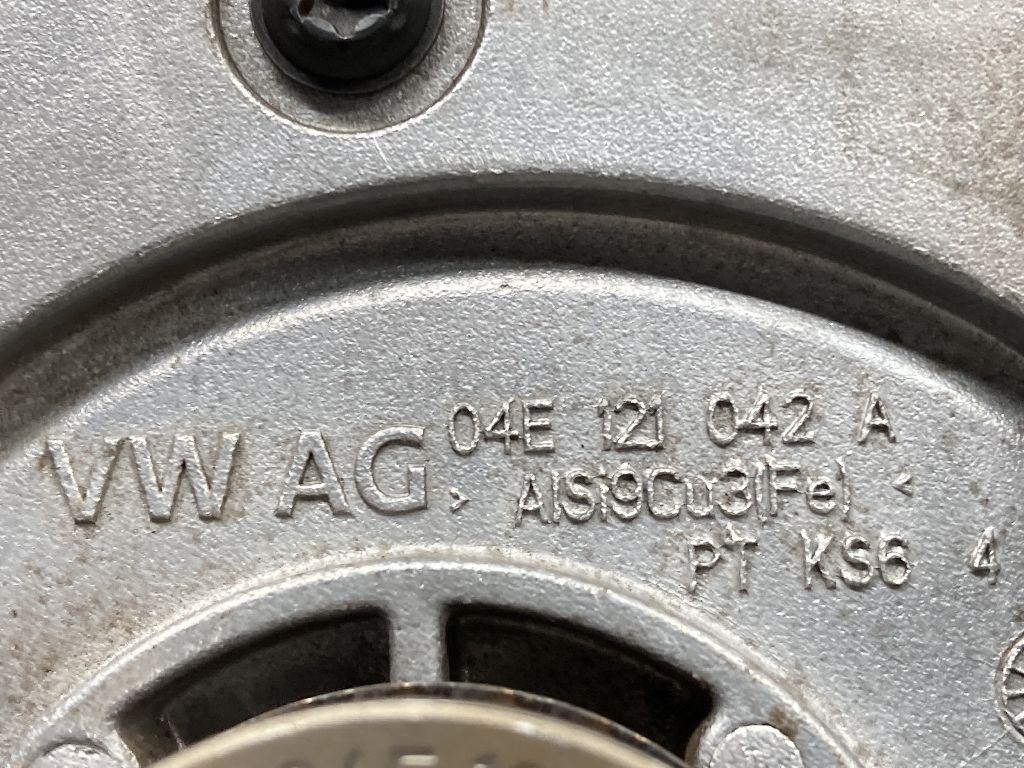 VW AG 04E 121 042 A
> AlSi9Cu3(Fe) <
PT KS6 4